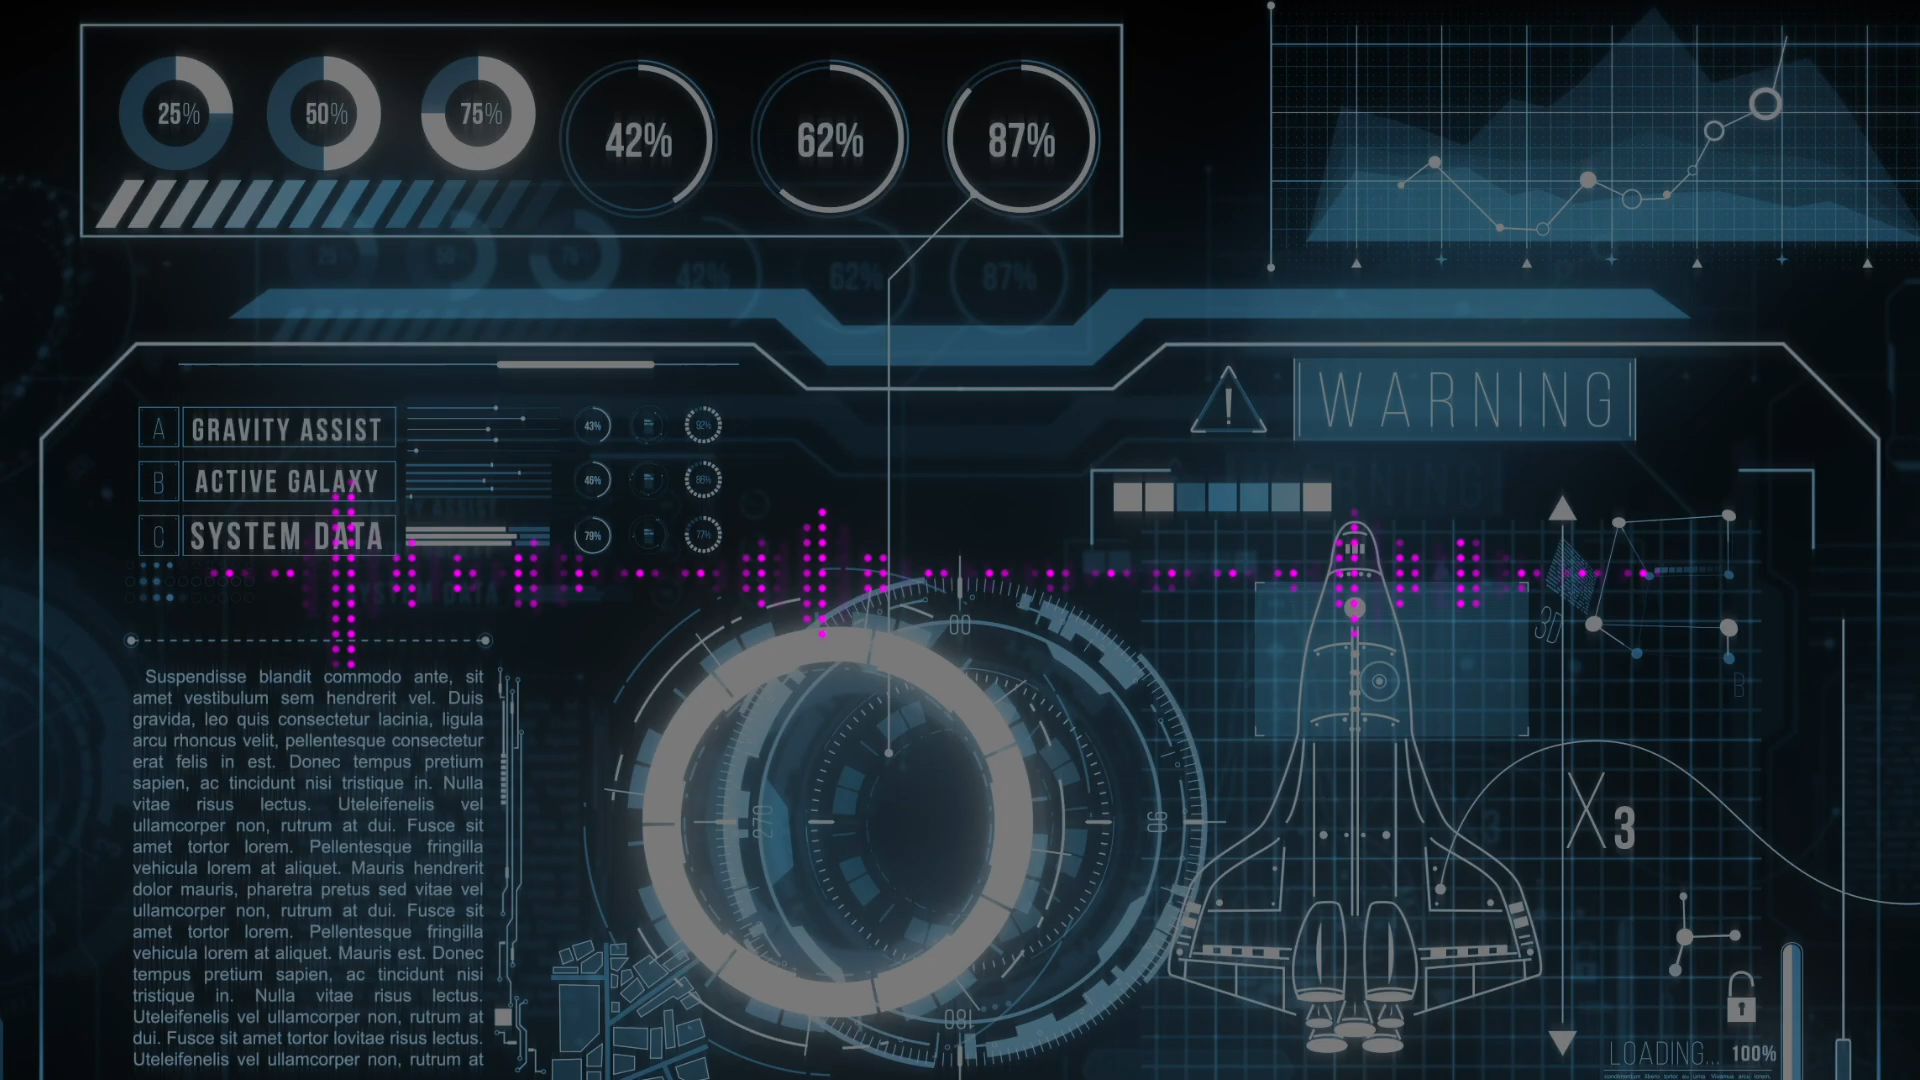 25%
50%
75%
42%
62%
87%
WARNING
A GRAVITY ASSIST 43% 92%
B ACTIVE GALAXY 46% 86%
C SYSTEM DATA 79% 77%
00
3D
B
270
90
180
X3
Suspendisse blandit commodo ante, sit
amet vestibulum sem hendrerit vel. Duis
gravida, leo quis consectetur lacinia, ligula
arcu rhoncus velit, pellentesque consectetur
erat felis in est. Donec tempus pretium
sapien, ac tincidunt nisi tristique in. Nulla
vitae risus lectus. Uteleifenelis vel
ullamcorper non, rutrum at dui. Fusce sit
amet tortor lorem. Pellentesque fringilla
vehicula lorem at aliquet. Mauris hendrerit
dolor mauris, pharetra pretus sed vitae vel
ullamcorper non, rutrum at dui. Fusce sit
amet tortor lorem. Pellentesque fringilla
vehicula lorem at aliquet. Mauris est. Donec
tempus pretium sapien, ac tincidunt nisi
tristique in. Nulla vitae risus lectus.
Uteleifenelis vel ullamcorper non, rutrum at
dui. Fusce sit amet tortor lovitae risus lectus.
Uteleifenelis vel ullamcorper non, rutrum at
LOADING... 100%